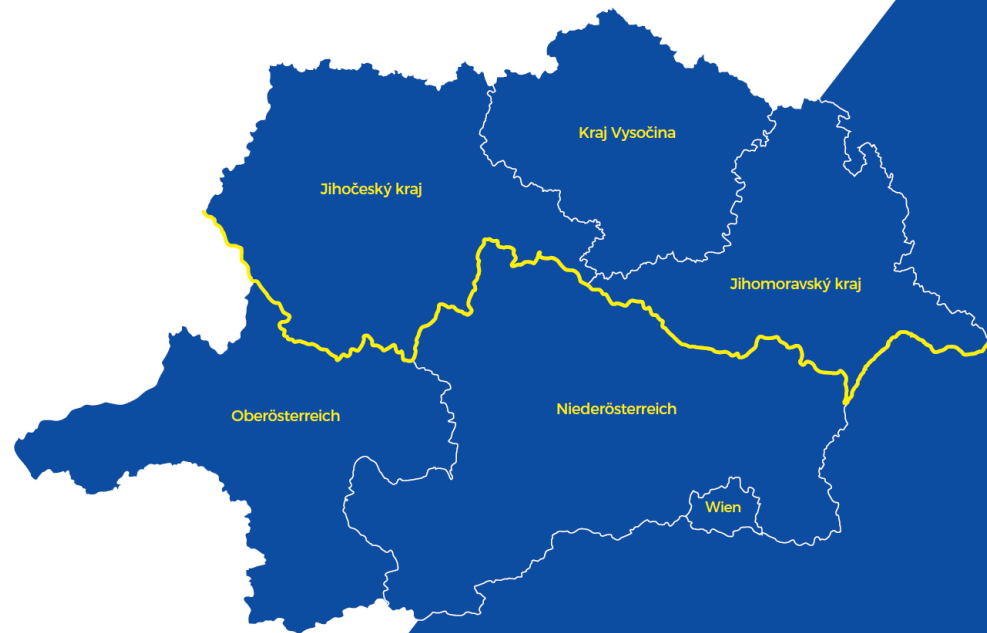 Kraj Vysočina
Jihočeský kraj
Jihomoravský kraj
Oberösterreich
Niederösterreich
Wien